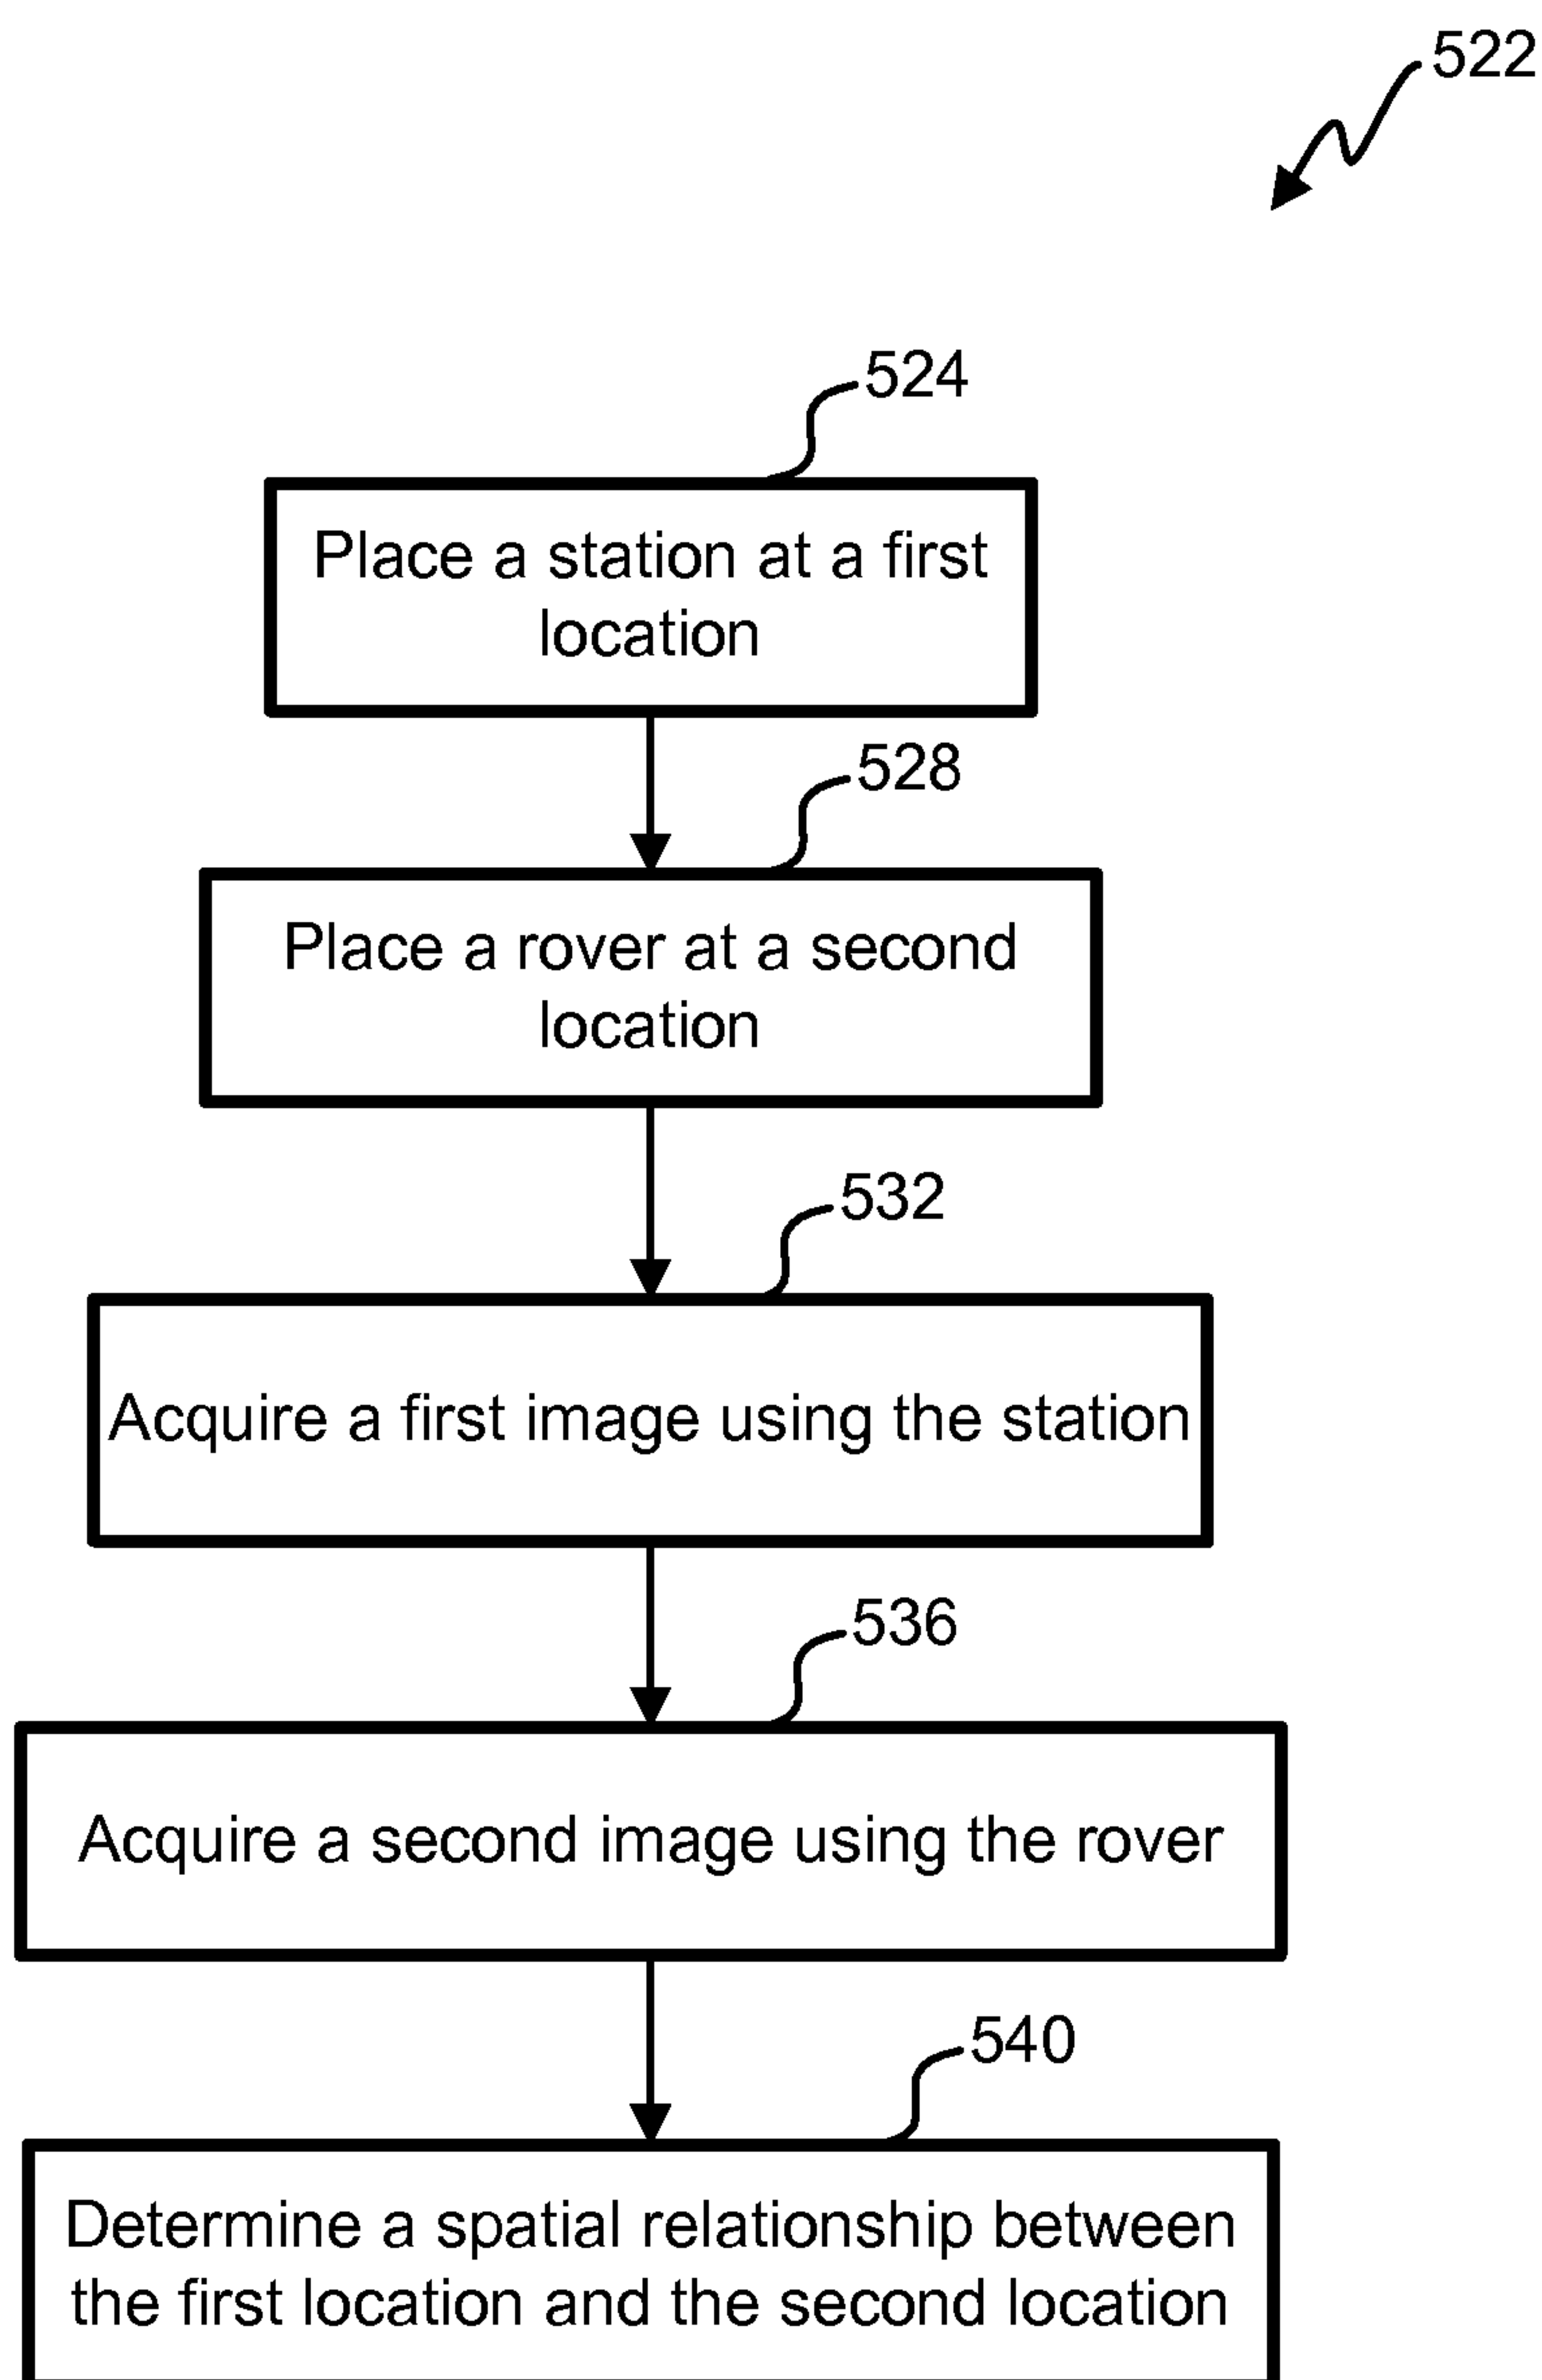 522
524
Place a station at a first
location
528
Place a rover at a second
location
532
Acquire a first image using the station
536
Acquire a second image using the rover
540
Determine a spatial relationship between
the first location and the second location